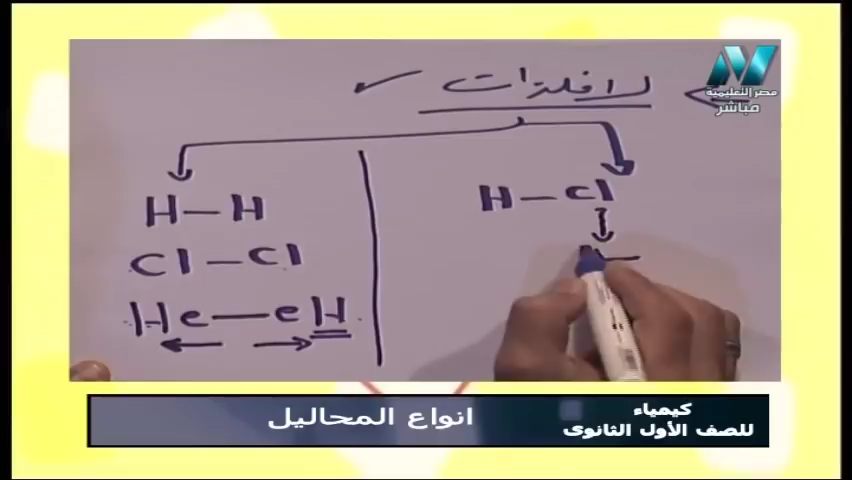 مصر التعليمية
مباشر
لا فلزات
H — Cl
H — H
Cl — Cl
He — eH
كيمياء
للصف الأول الثانوى
انواع المحاليل